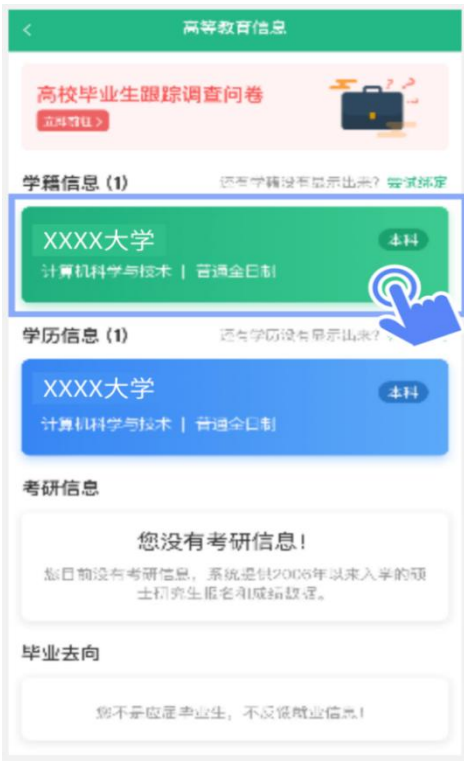 高等教育信息
高校毕业生跟踪调查问卷
立即前往>
学籍信息 (1) 还有学籍没有显示出来? 尝试绑定
XXXX大学 本科
计算机科学与技术 | 普通全日制
学历信息 (1) 还有学历没有显示出来?
XXXX大学 本科
计算机科学与技术 | 普通全日制
考研信息
您没有考研信息!
您目前没有考研信息, 系统提供2006年以来入学的硕
士研究生报名和成绩数据。
毕业去向
您不是应届毕业生, 不反馈就业信息!